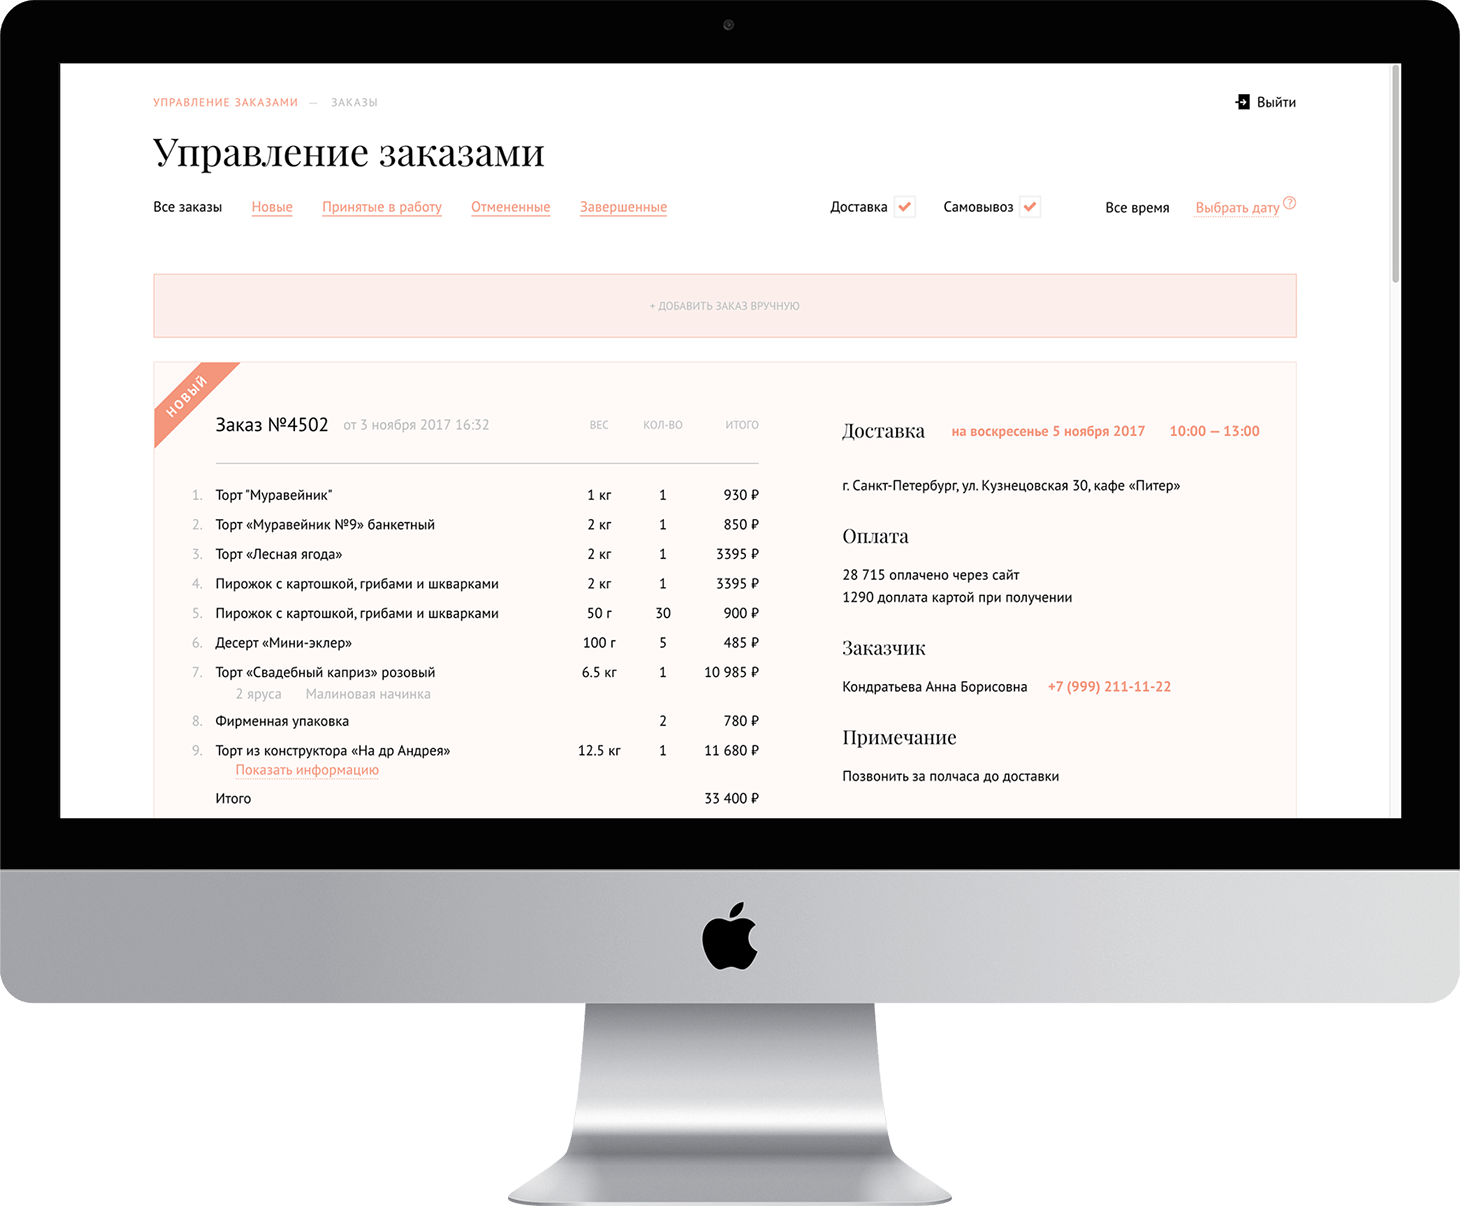 УПРАВЛЕНИЕ ЗАКАЗАМИ — ЗАКАЗЫ
Выйти
Управление заказами
Все заказы Новые Принятые в работу Отмененные Завершенные Доставка Самовывоз Все время Выбрать дату ?
+ ДОБАВИТЬ ЗАКАЗ ВРУЧНУЮ
НОВЫЙ
Заказ №4502 от 3 ноября 2017 16:32 ВЕС КОЛ-ВО ИТОГО
1. Торт "Муравейник" 1 кг 1 930 ₽
2. Торт «Муравейник №9» банкетный 2 кг 1 850 ₽
3. Торт «Лесная ягода» 2 кг 1 3395 ₽
4. Пирожок с картошкой, грибами и шкварками 2 кг 1 3395 ₽
5. Пирожок с картошкой, грибами и шкварками 50 г 30 900 ₽
6. Десерт «Мини-эклер» 100 г 5 485 ₽
7. Торт «Свадебный каприз» розовый 6.5 кг 1 10 985 ₽
2 яруса Малиновая начинка
8. Фирменная упаковка 2 780 ₽
9. Торт из конструктора «На др Андрея» 12.5 кг 1 11 680 ₽
Показать информацию
Итого 33 400 ₽
Доставка на воскресенье 5 ноября 2017 10:00 — 13:00
г. Санкт-Петербург, ул. Кузнецовская 30, кафе «Питер»
Оплата
28 715 оплачено через сайт
1290 доплата картой при получении
Заказчик
Кондратьева Анна Борисовна +7 (999) 211-11-22
Примечание
Позвонить за полчаса до доставки